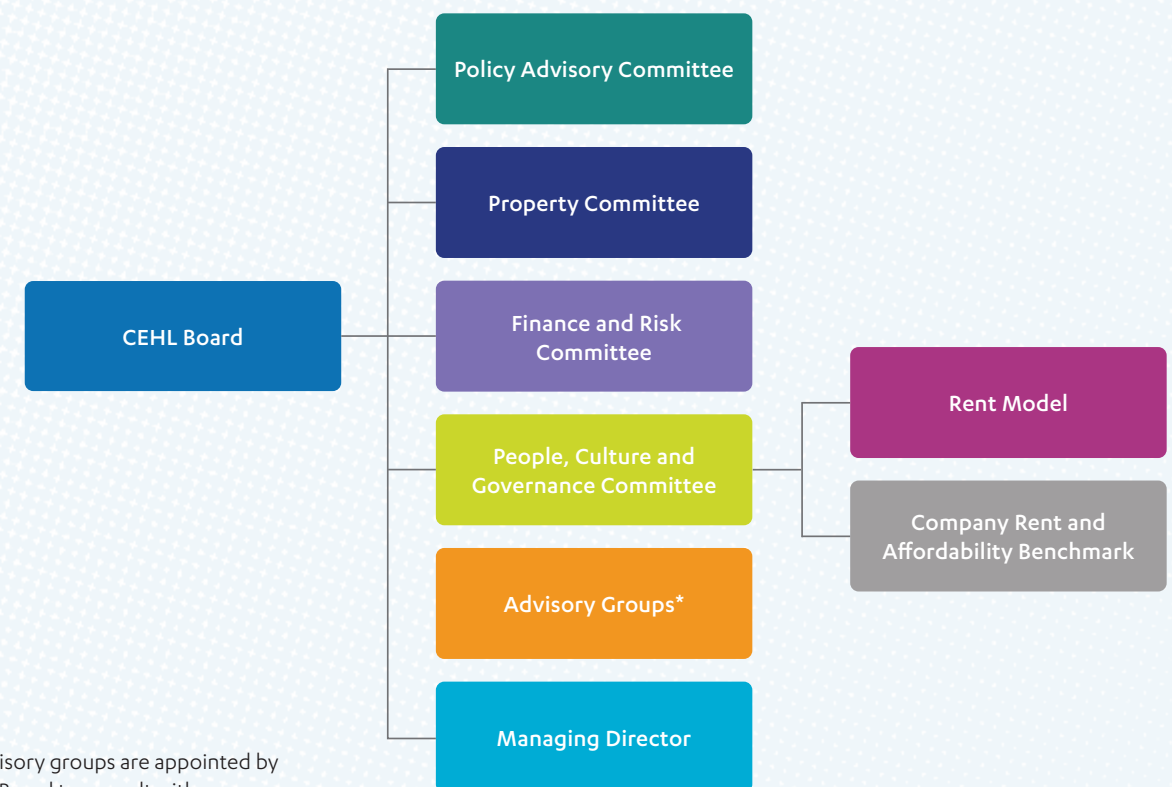 Policy Advisory Committee
Property Committee
CEHL Board
Finance and Risk
Committee
Rent Model
People, Culture and
Governance Committee
Company Rent and
Affordability Benchmark
Advisory Groups*
Managing Director
groups are appointed by